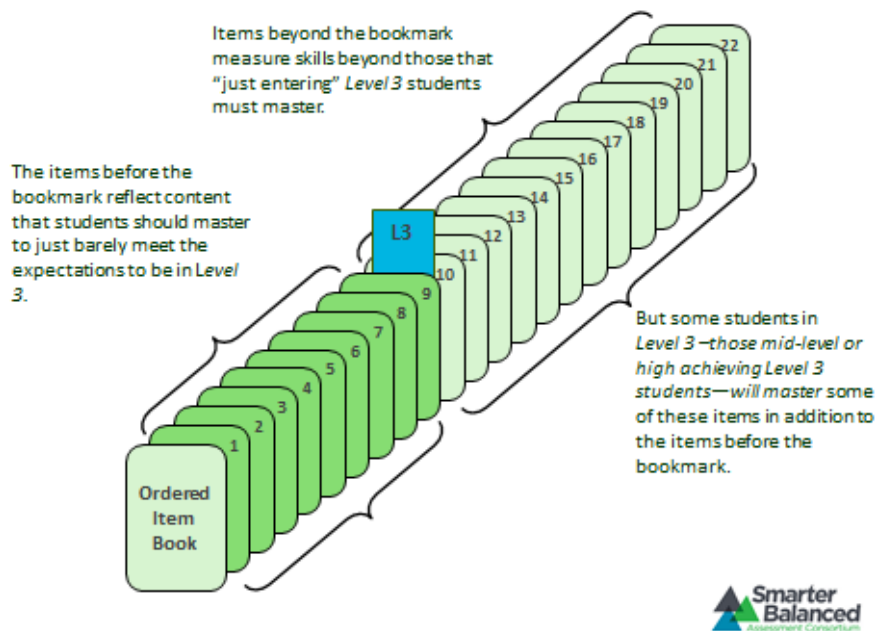 Items beyond the bookmark
measure skills beyond those that
“just entering” Level 3 students
must master.
The items before the
bookmark reflect content
that students should master
to just barely meet the
expectations to be in Level
3.
L3
22
21
20
19
18
17
16
15
14
13
12
11
10
9
8
7
6
5
4
3
2
1
Ordered
Item
Book
But some students in
Level 3 –those mid-level or
high achieving Level 3
students—will master some
of these items in addition to
the items before the
bookmark.
Smarter
Balanced
Assessment Consortium